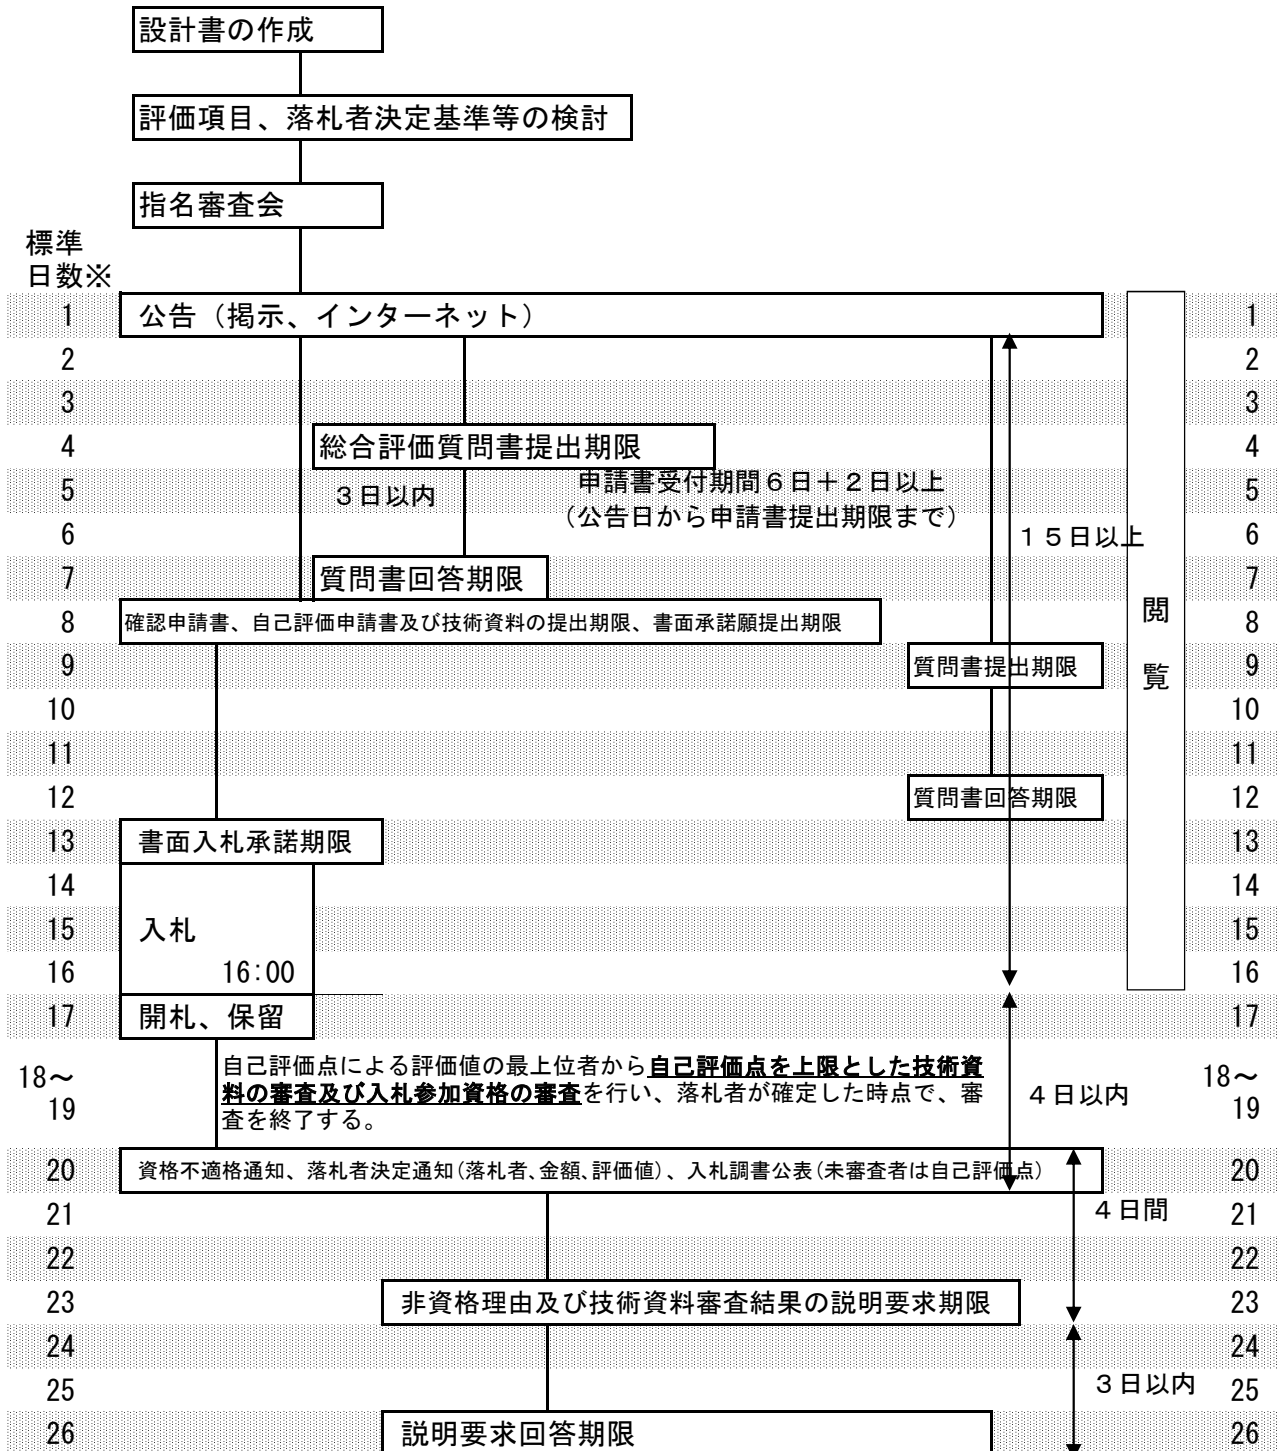 設計書の作成
評価項目、落札者決定基準等の検討
指名審査会
標準
日数※
1 公告（掲示、インターネット） 1
2 2
3 3
4 総合評価質問書提出期限 4
5 ３日以内 申請書受付期間６日＋２日以上 5
（公告日から申請書提出期限まで）
6 １５日以上 6
7 質問書回答期限 7
8 確認申請書、自己評価申請書及び技術資料の提出期限、書面承諾願提出期限 8
閲
9 質問書提出期限 9
覧
10 10
11 11
12 質問書回答期限 12
13 書面入札承諾期限 13
14 14
15 入札 15
16 16:00 16
17 開札、保留 17
自己評価点による評価値の最上位者から自己評価点を上限とした技術資
18～ 料の審査及び入札参加資格の審査を行い、落札者が確定した時点で、審 ４日以内 18～
19 査を終了する。 19
20 資格不適格通知、落札者決定通知(落札者、金額、評価値)、入札調書公表(未審査者は自己評価点) 20
21 ４日間 21
22 22
23 非資格理由及び技術資料審査結果の説明要求期限 23
24 24
25 ３日以内 25
26 説明要求回答期限 26